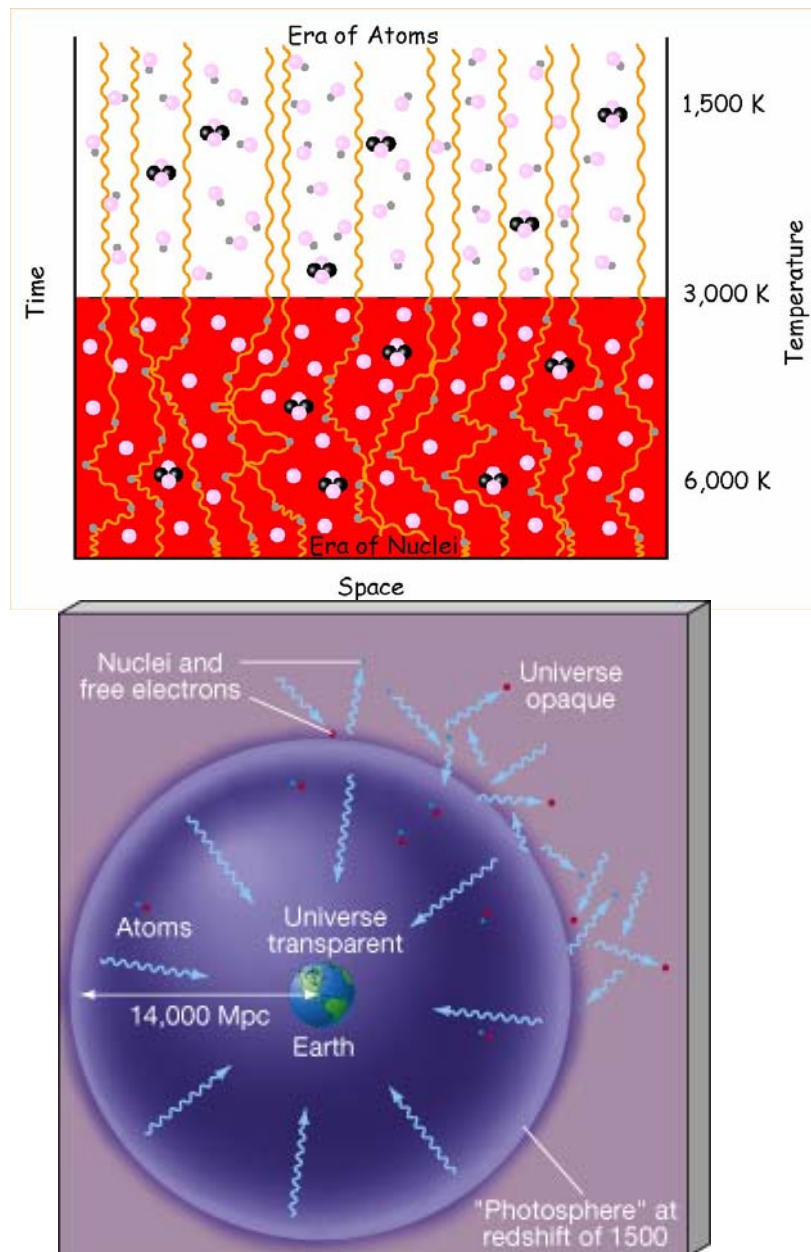 Era of Atoms
1,500 K
Time
3,000 K
Temperature
6,000 K
Era of Nuclei
Space
Nuclei and
free electrons
Universe
opaque
Atoms
Universe
transparent
14,000 Mpc
Earth
"Photosphere" at
redshift of 1500